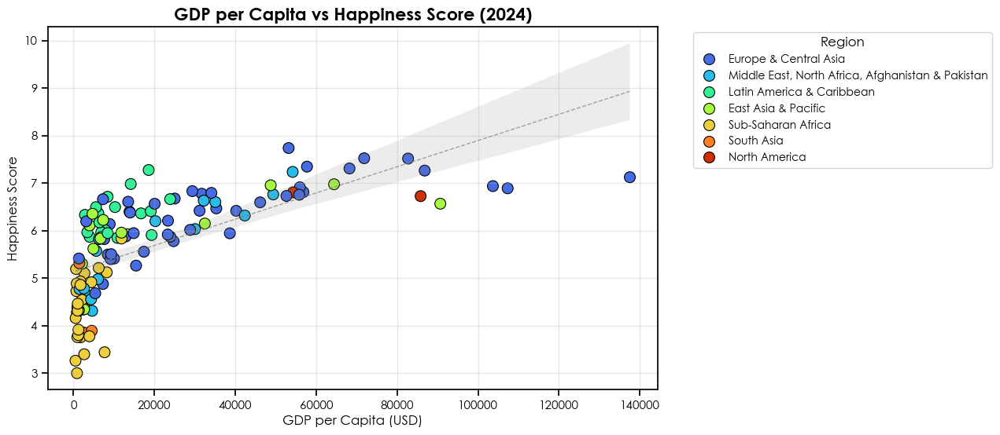 GDP per Capita vs Happiness Score (2024)
Happiness Score
10
9
8
7
6
5
4
3
0 20000 40000 60000 80000 100000 120000 140000
GDP per Capita (USD)
Region
Europe & Central Asia
Middle East, North Africa, Afghanistan & Pakistan
Latin America & Caribbean
East Asia & Pacific
Sub-Saharan Africa
South Asia
North America